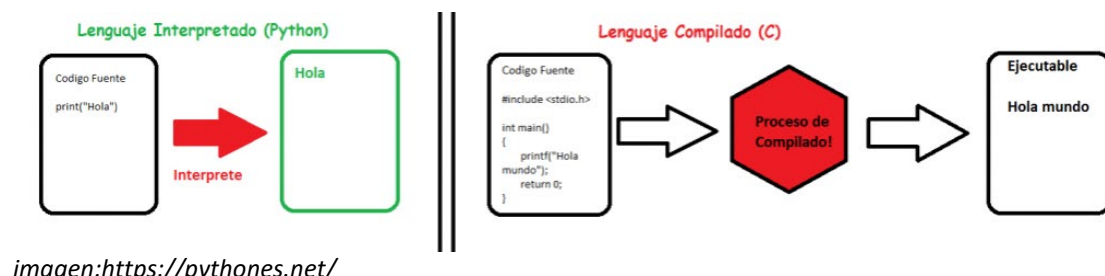 Lenguaje Interpretado (Python)
Codigo Fuente
print("Hola")
Interprete
Hola
Lenguaje Compilado (C)
Codigo Fuente
#include <stdio.h>
int main()
{
printf("Hola
mundo");
return 0;
}
Proceso de
Compilado!
Ejecutable
Hola mundo
imagen:https://pythones.net/